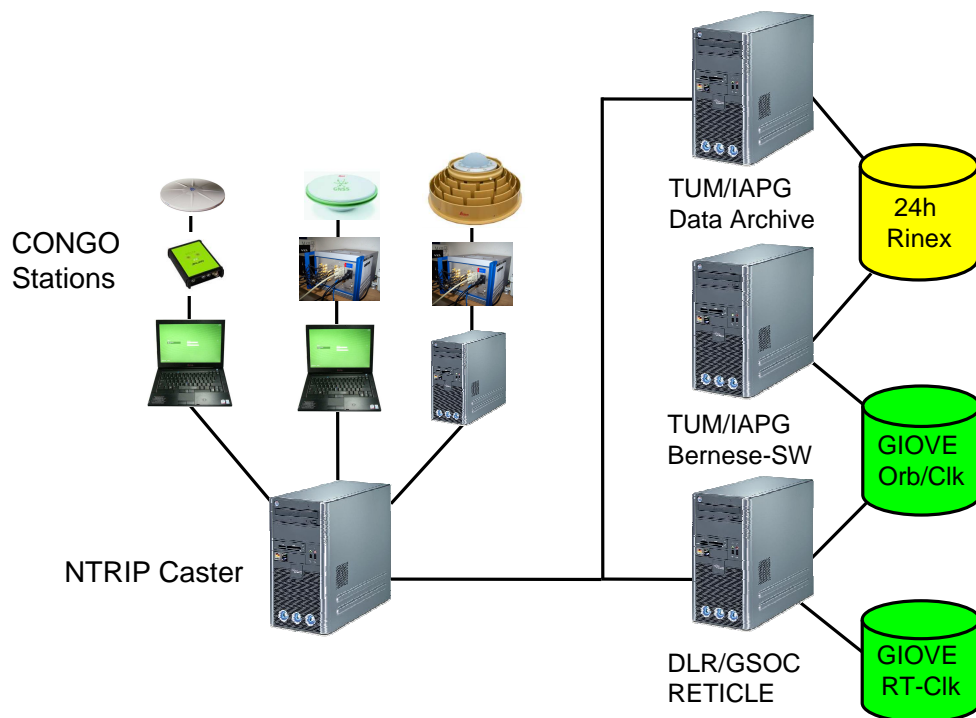 CONGO
Stations
NTRIP Caster
TUM/IAPG
Data Archive
24h
Rinex
TUM/IAPG
Bernese-SW
GIOVE
Orb/Clk
DLR/GSOC
RETICLE
GIOVE
RT-Clk